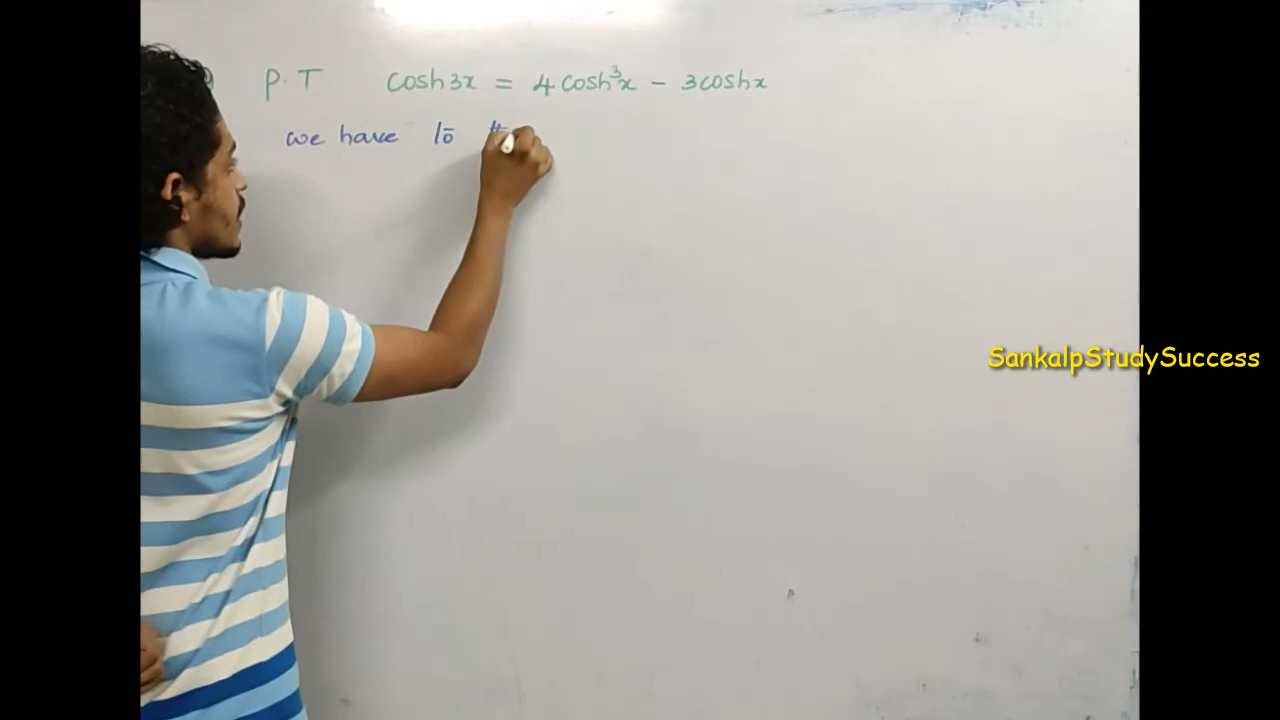 P.T cosh3x = 4cosh³x - 3coshx
we have to
SankalpStudySuccess